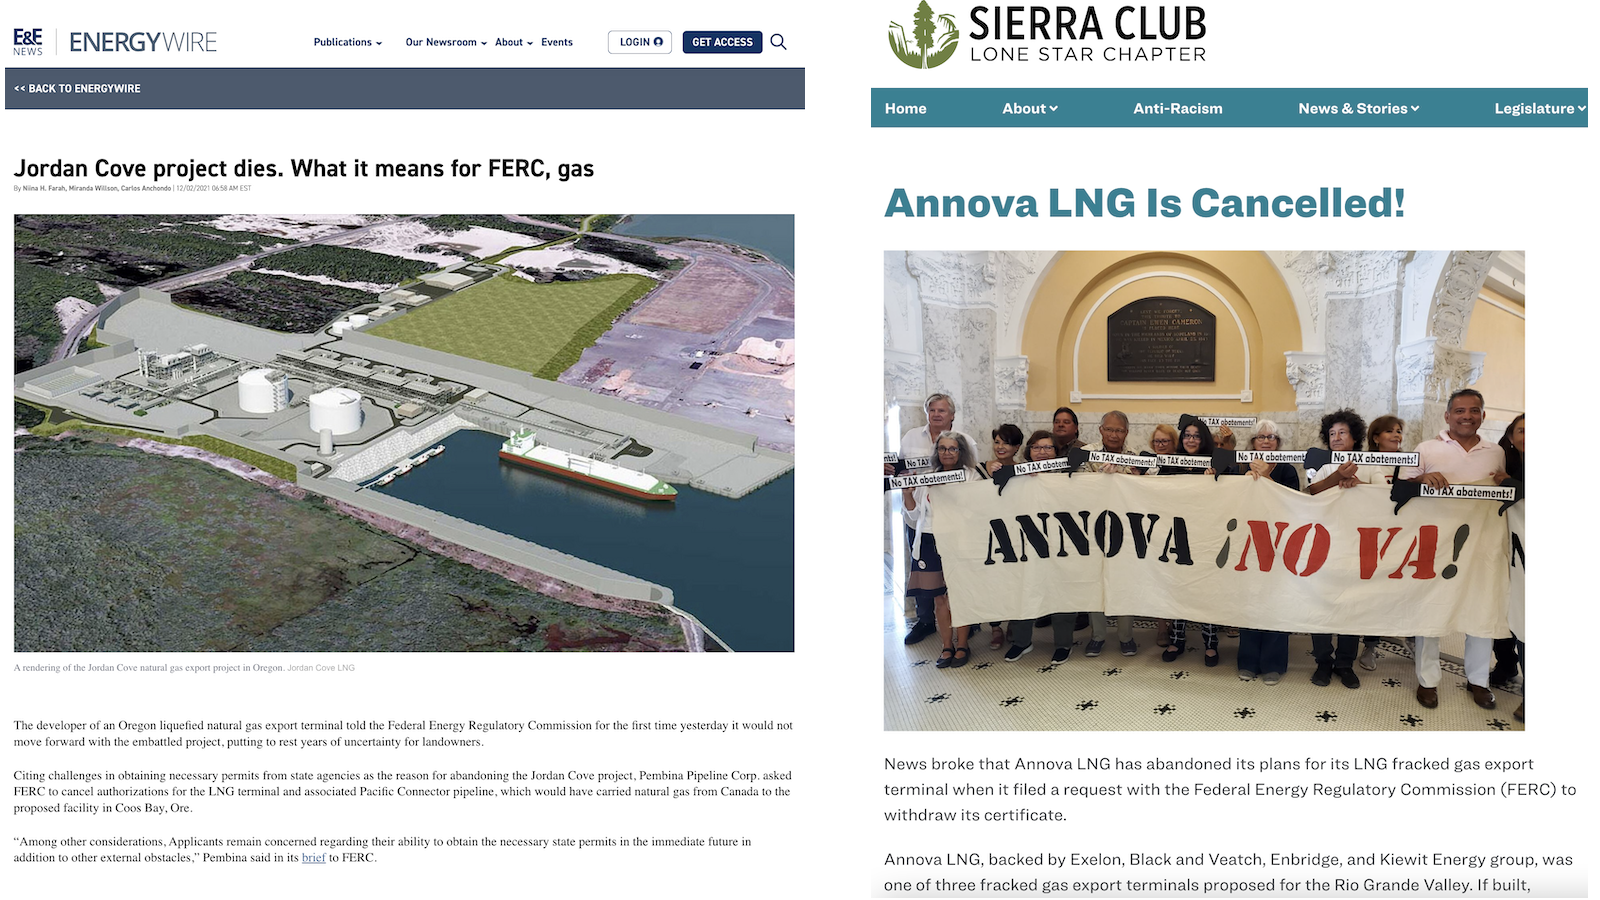 E&E
NEWS
ENERGYWIRE
Publications
Our Newsroom
About
Events
LOGIN
GET ACCESS
<< BACK TO ENERGYWIRE
Jordan Cove project dies. What it means for FERC, gas
By Niina H. Farah, Miranda Willson, Carlos Anchondo | 12/02/2021 06:58 AM EST
A rendering of the Jordan Cove natural gas export project in Oregon. Jordan Cove LNG
The developer of an Oregon liquefied natural gas export terminal told the Federal Energy Regulatory Commission for the first time yesterday it would not
move forward with the embattled project, putting to rest years of uncertainty for landowners.
Citing challenges in obtaining necessary permits from state agencies as the reason for abandoning the Jordan Cove project, Pembina Pipeline Corp. asked
FERC to cancel authorizations for the LNG terminal and associated Pacific Connector pipeline, which would have carried natural gas from Canada to the
proposed facility in Coos Bay, Ore.
“Among other considerations, Applicants remain concerned regarding their ability to obtain the necessary state permits in the immediate future in
addition to other external obstacles,” Pembina said in its brief to FERC.
SIERRA CLUB
LONE STAR CHAPTER
Home
About
Anti-Racism
News & Stories
Legislature
Annova LNG Is Cancelled!
CAPTAIN EWEN CAMERON
No TAX abatements!
No TAX
No TAX abatem
No TAX abatements!
No TAX abatement
No TAX abatements
No TAX abatements!
No TAX abatements!
No TAX abatements!
ANNOVA ¡NO VA!
News broke that Annova LNG has abandoned its plans for its LNG fracked gas export
terminal when it filed a request with the Federal Energy Regulatory Commission (FERC) to
withdraw its certificate.
Annova LNG, backed by Exelon, Black and Veatch, Enbridge, and Kiewit Energy group, was
one of three fracked gas export terminals proposed for the Rio Grande Valley. If built,